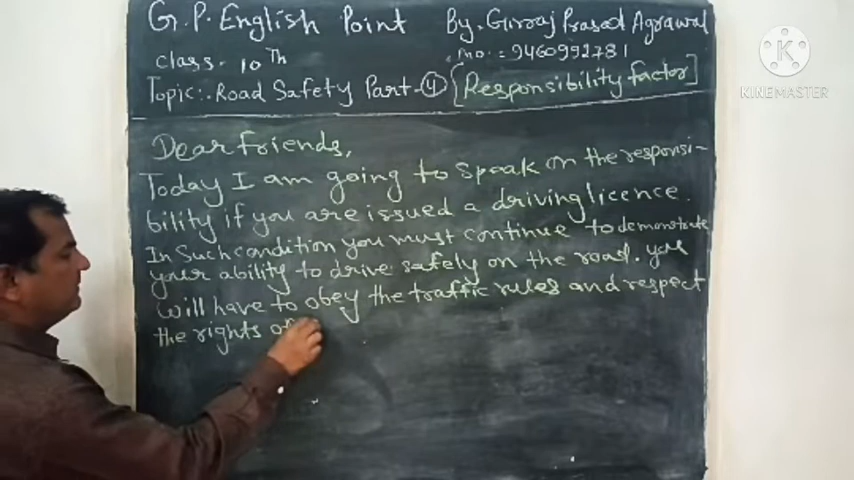 G.P. English Point By. Girraj Prasad Agrawal
Class. 10Th Mo. = 9460992781
Topic:. Road Safety Part-4 [Responsibility factor]
K
KINEMASTER
Dear friends,
Today I am going to speak on the responsi-
bility if you are issued a driving licence.
In Such condition you must continue to demonstrate
your ability to drive safely on the road. you
will have to obey the traffic rules and respect
the rights of